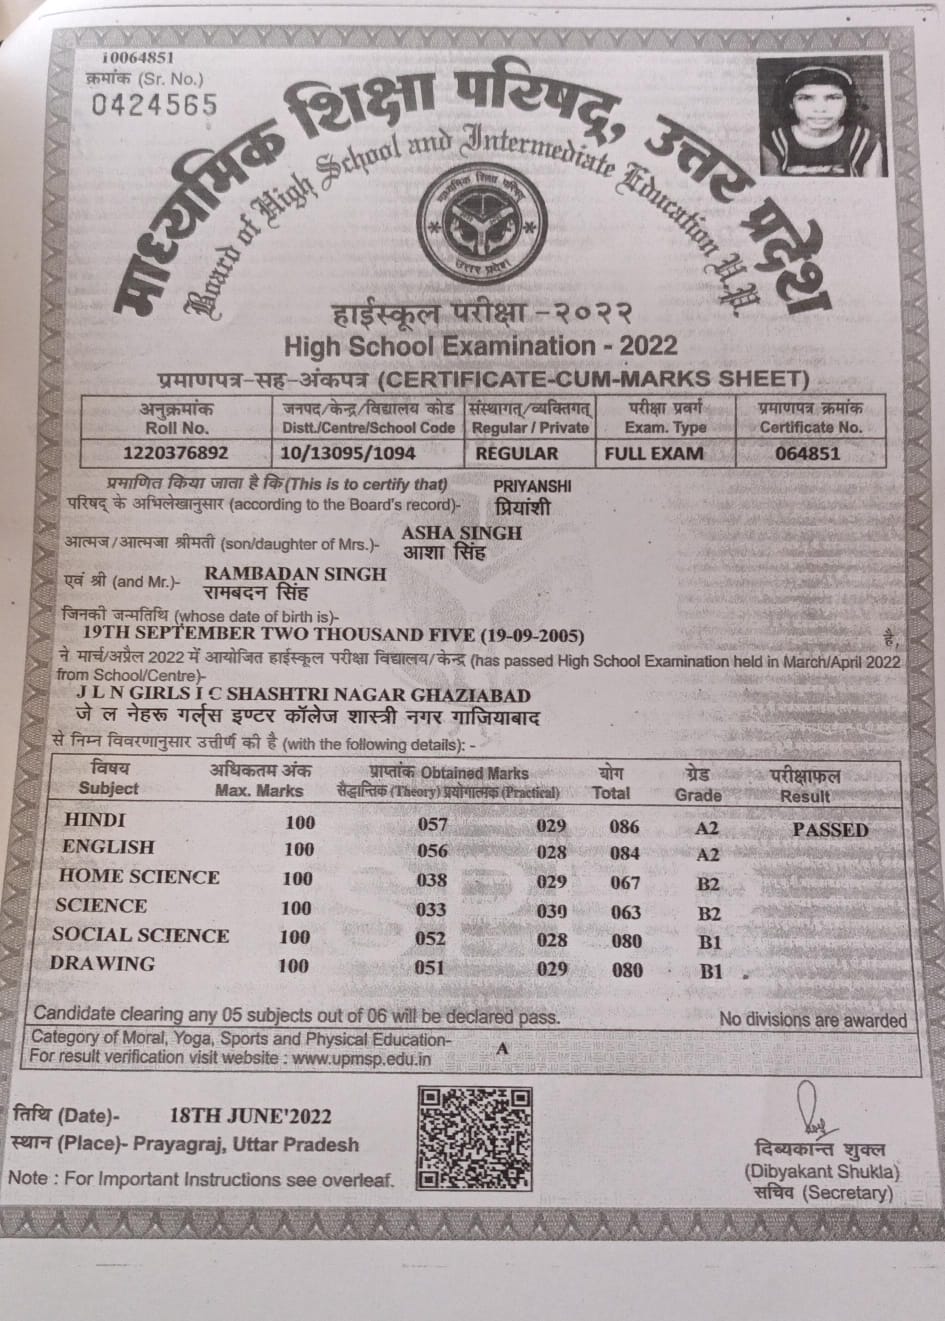 10064851
क्रमांक (Sr. No.)
0424565
माध्यमिक शिक्षा परिषद्, उत्तर प्रदेश
Board of High School and Intermediate Education U.P.
माध्यमिक शिक्षा परिषद्
उत्तर प्रदेश
हाईस्कूल परीक्षा -२०२२
High School Examination - 2022
प्रमाणपत्र-सह-अंकपत्र (CERTIFICATE-CUM-MARKS SHEET)
अनुक्रमांक जनपद/केन्द्र/विद्यालय कोड संस्थागत्/व्यक्तिगत् परीक्षा प्रवर्ग प्रमाणपत्र क्रमांक
Roll No. Distt./Centre/School Code Regular / Private Exam. Type Certificate No.
1220376892 10/13095/1094 REGULAR FULL EXAM 064851
प्रमाणित किया जाता है कि (This is to certify that) PRIYANSHI
परिषद् के अभिलेखानुसार (according to the Board's record)- प्रियांशी
ASHA SINGH
आत्मज/आत्मजा श्रीमती (son/daughter of Mrs.)- आशा सिंह
एवं श्री (and Mr.)- RAMBADAN SINGH
रामबदन सिंह
जिनकी जन्मतिथि (whose date of birth is)-
19TH SEPTEMBER TWO THOUSAND FIVE (19-09-2005) है,
ने मार्च/अप्रैल 2022 में आयोजित हाईस्कूल परीक्षा विद्यालय/केन्द्र (has passed High School Examination held in March/April 2022
from School/Centre)-
J L N GIRLS I C SHASHTRI NAGAR GHAZIABAD
जे ल नेहरू गर्ल्स इण्टर कॉलेज शास्त्री नगर गाजियाबाद
से निम्न विवरणानुसार उत्तीर्ण की है (with the following details): -
विषय अधिकतम अंक प्राप्तांक Obtained Marks योग ग्रेड परीक्षाफल
Subject Max. Marks सैद्धान्तिक (Theory) प्रयोगात्मक (Practical) Total Grade Result
HINDI 100 057 029 086 A2 PASSED
ENGLISH 100 056 028 084 A2
HOME SCIENCE 100 038 029 067 B2
SCIENCE 100 033 030 063 B2
SOCIAL SCIENCE 100 052 028 080 B1
DRAWING 100 051 029 080 B1
Candidate clearing any 05 subjects out of 06 will be declared pass. No divisions are awarded
Category of Moral, Yoga, Sports and Physical Education- A
For result verification visit website : www.upmsp.edu.in
तिथि (Date)- 18TH JUNE'2022
स्थान (Place)- Prayagraj, Uttar Pradesh
Note : For Important Instructions see overleaf.
दिब्यकान्त शुक्ल
(Dibyakant Shukla)
सचिव (Secretary)